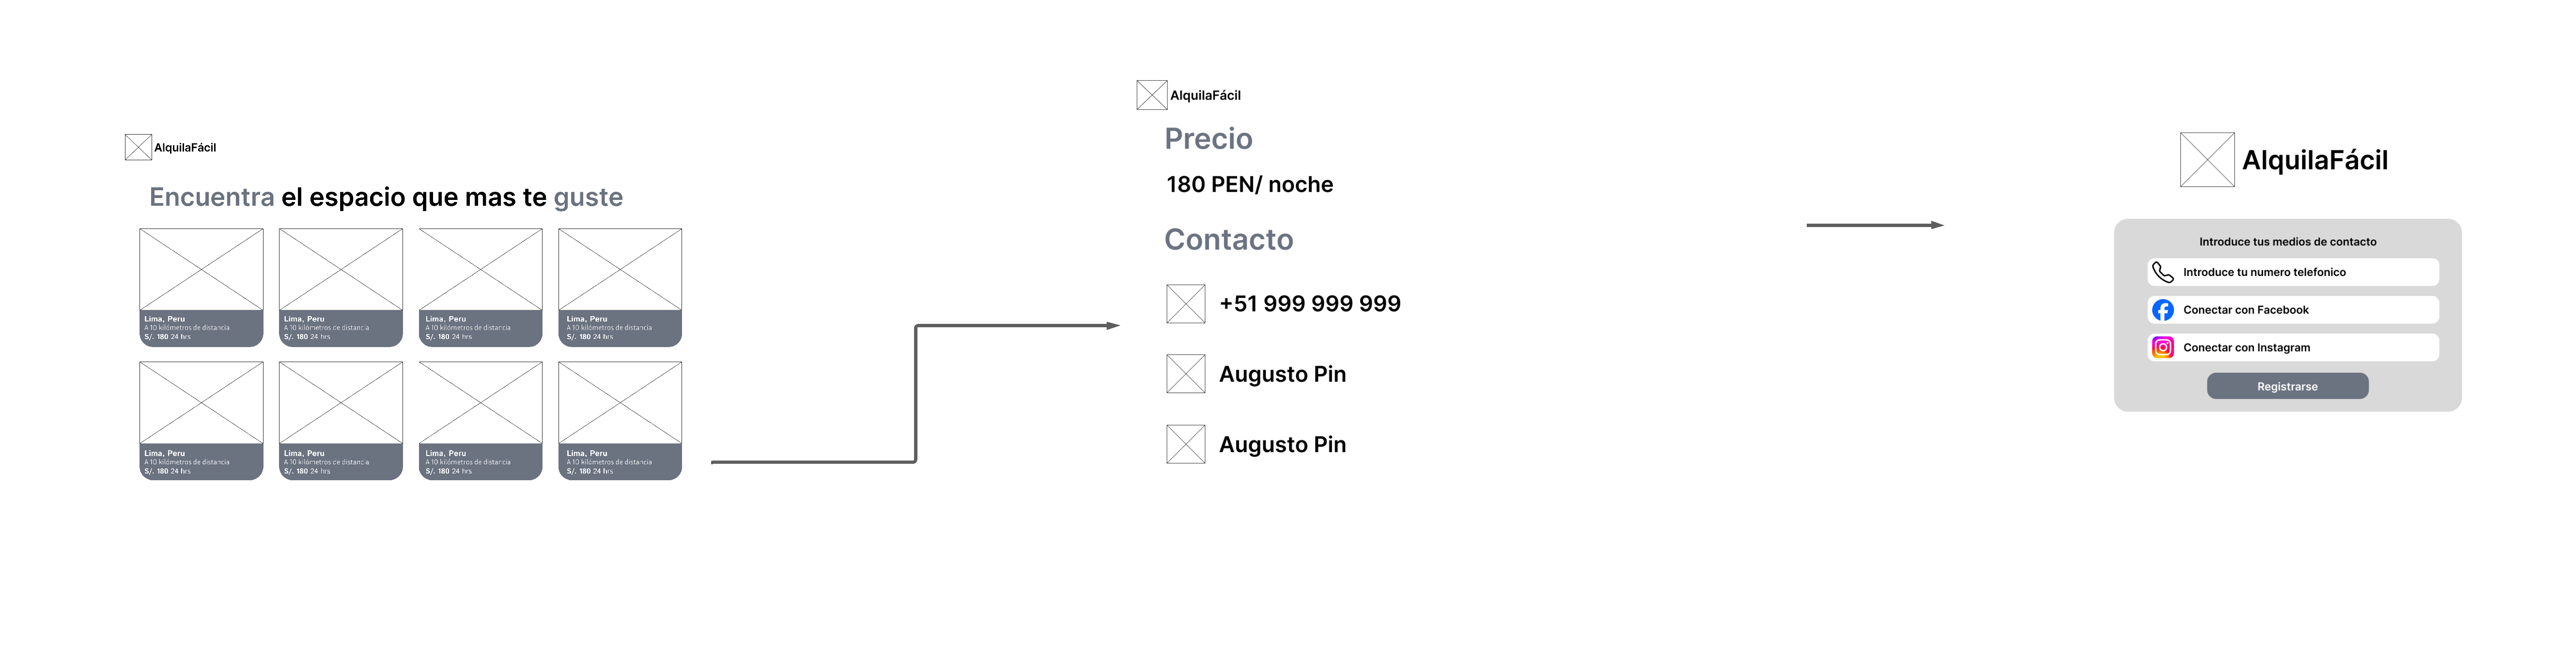 AlquilaFácil
Encuentra el espacio que mas te guste
Lima, Peru
A 10 kilómetros de distancia
S/. 180 24 hrs
Lima, Peru
A 10 kilómetros de distancia
S/. 180 24 hrs
Lima, Peru
A 10 kilómetros de distancia
S/. 180 24 hrs
Lima, Peru
A 10 kilómetros de distancia
S/. 180 24 hrs
Lima, Peru
A 10 kilómetros de distancia
S/. 180 24 hrs
Lima, Peru
A 10 kilómetros de distancia
S/. 180 24 hrs
Lima, Peru
A 10 kilómetros de distancia
S/. 180 24 hrs
Lima, Peru
A 10 kilómetros de distancia
S/. 180 24 hrs
AlquilaFácil
Precio
180 PEN/ noche
Contacto
+51 999 999 999
Augusto Pin
Augusto Pin
AlquilaFácil
Introduce tus medios de contacto
Introduce tu numero telefonico
Conectar con Facebook
Conectar con Instagram
Registrarse